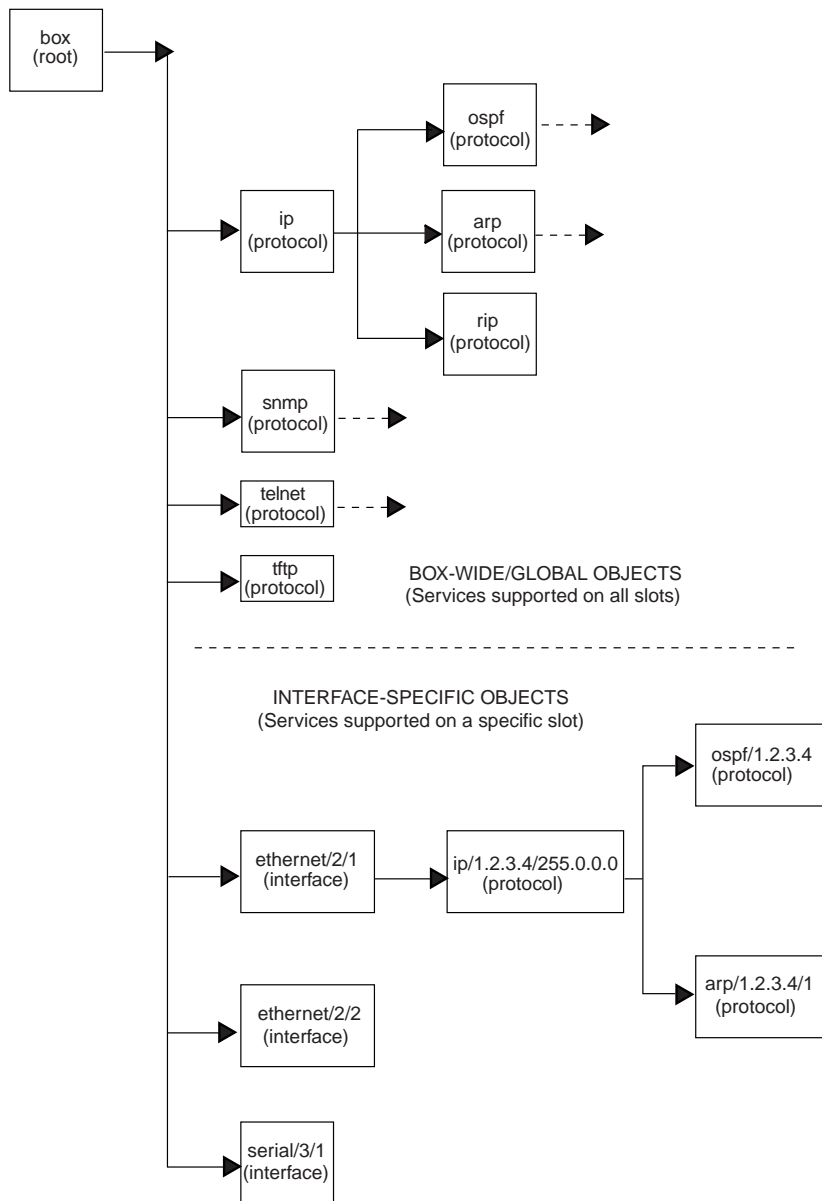 box
(root)
ospf
(protocol)
ip
(protocol)
arp
(protocol)
rip
(protocol)
snmp
(protocol)
telnet
(protocol)
tftp
(protocol)
BOX-WIDE/GLOBAL OBJECTS
(Services supported on all slots)
INTERFACE-SPECIFIC OBJECTS
(Services supported on a specific slot)
ospf/1.2.3.4
(protocol)
ethernet/2/1
(interface)
ip/1.2.3.4/255.0.0.0
(protocol)
arp/1.2.3.4/1
(protocol)
ethernet/2/2
(interface)
serial/3/1
(interface)